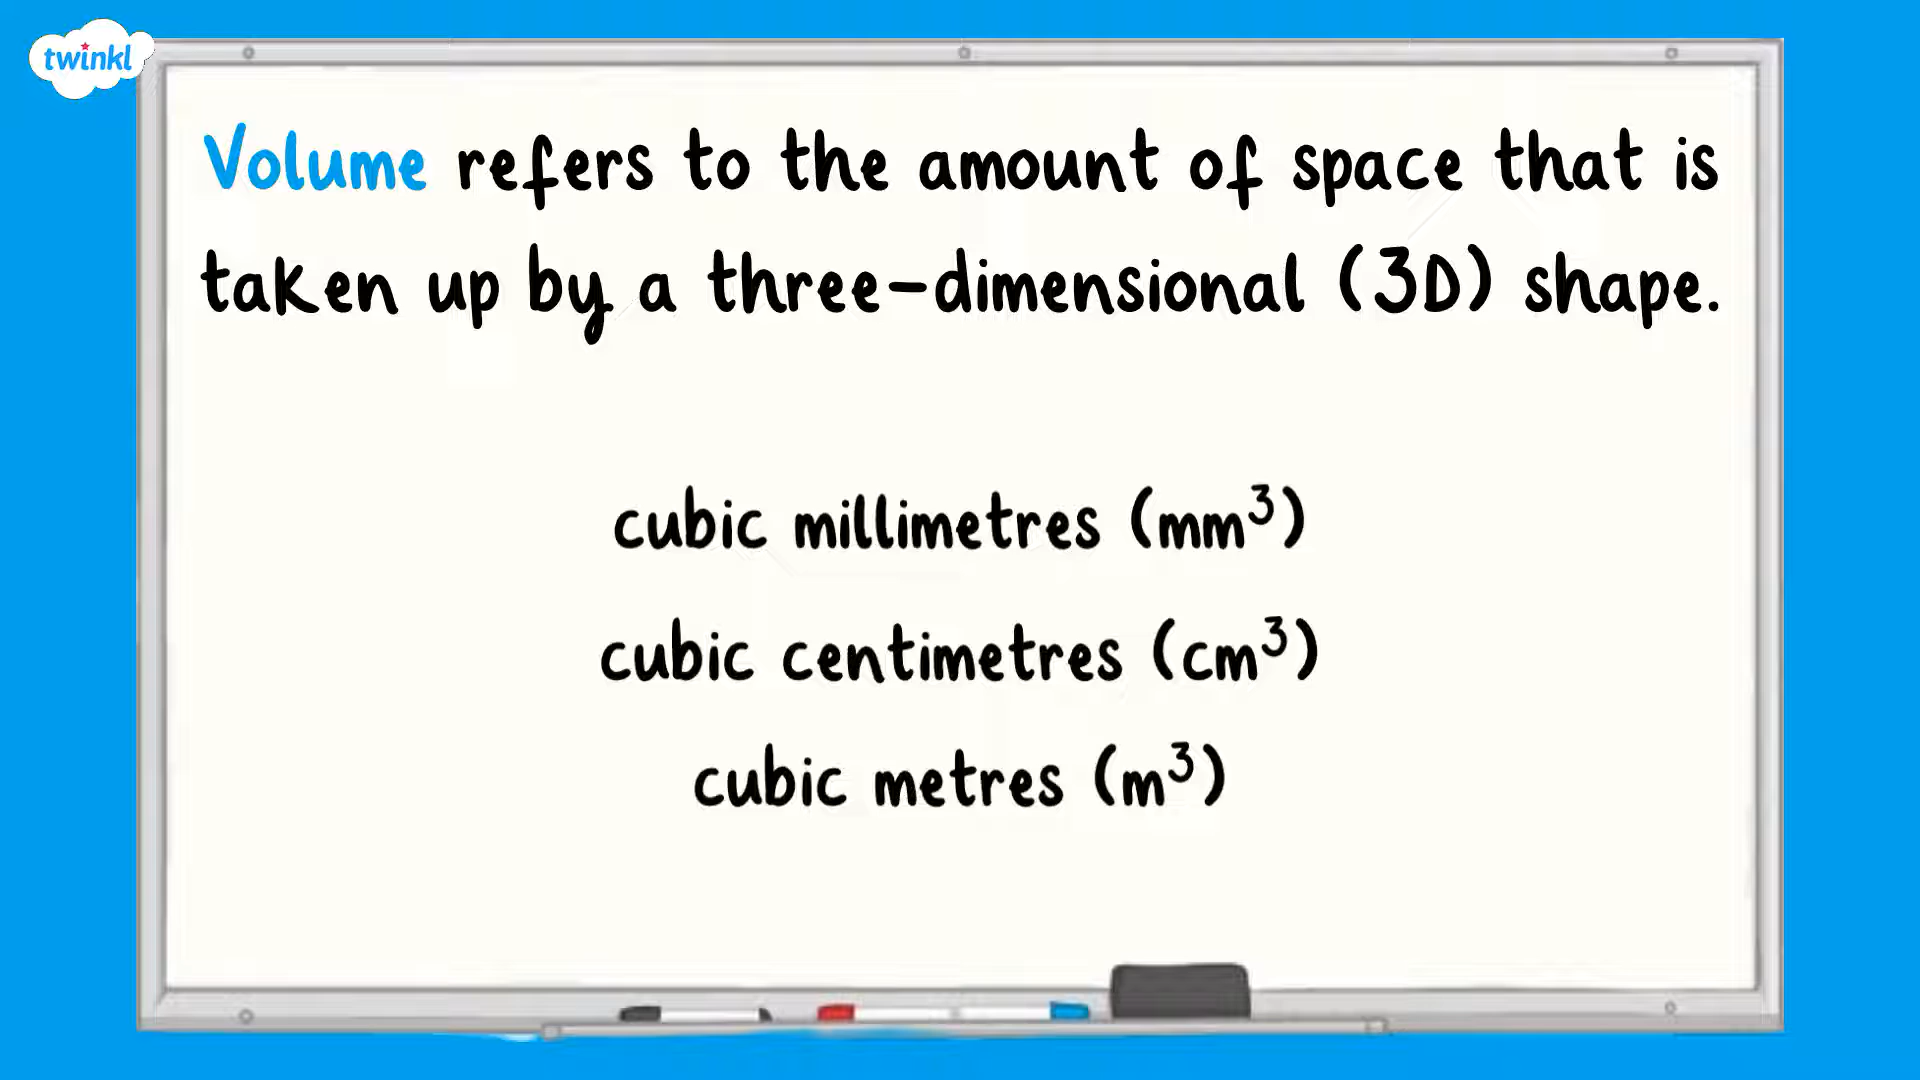 twinkl
Volume refers to the amount of space that is
taken up by a three-dimensional (3D) shape.
cubic millimetres (mm³)
cubic centimetres (cm³)
cubic metres (m³)